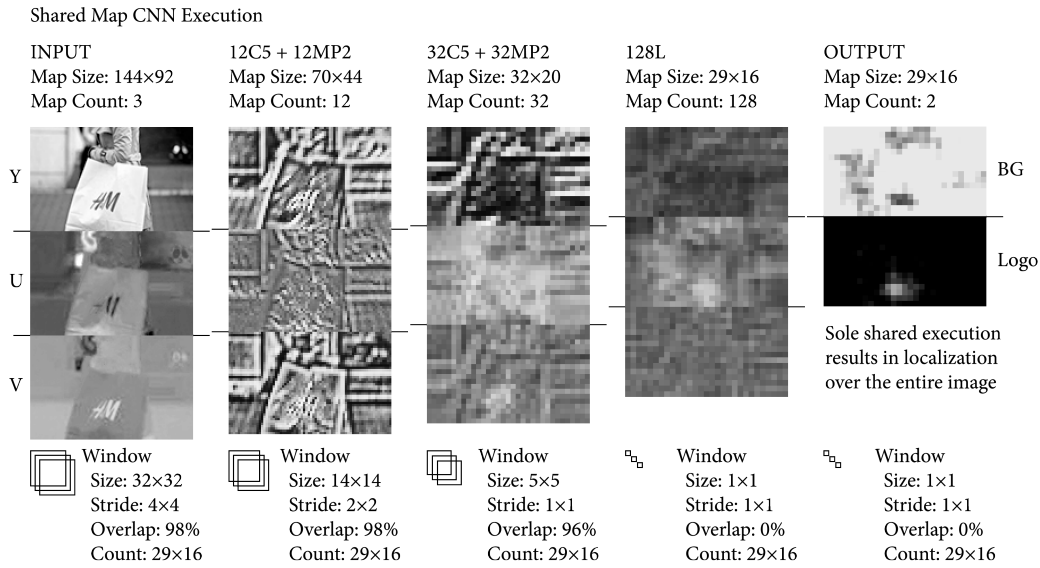 Shared Map CNN Execution
INPUT
Map Size: 144×92
Map Count: 3
12C5 + 12MP2
Map Size: 70×44
Map Count: 12
32C5 + 32MP2
Map Size: 32×20
Map Count: 32
128L
Map Size: 29×16
Map Count: 128
OUTPUT
Map Size: 29×16
Map Count: 2
Y
U
V
H&M
BG
Logo
Sole shared execution
results in localization
over the entire image
Window
Size: 32×32
Stride: 4×4
Overlap: 98%
Count: 29×16
Window
Size: 14×14
Stride: 2×2
Overlap: 98%
Count: 29×16
Window
Size: 5×5
Stride: 1×1
Overlap: 96%
Count: 29×16
Window
Size: 1×1
Stride: 1×1
Overlap: 0%
Count: 29×16
Window
Size: 1×1
Stride: 1×1
Overlap: 0%
Count: 29×16